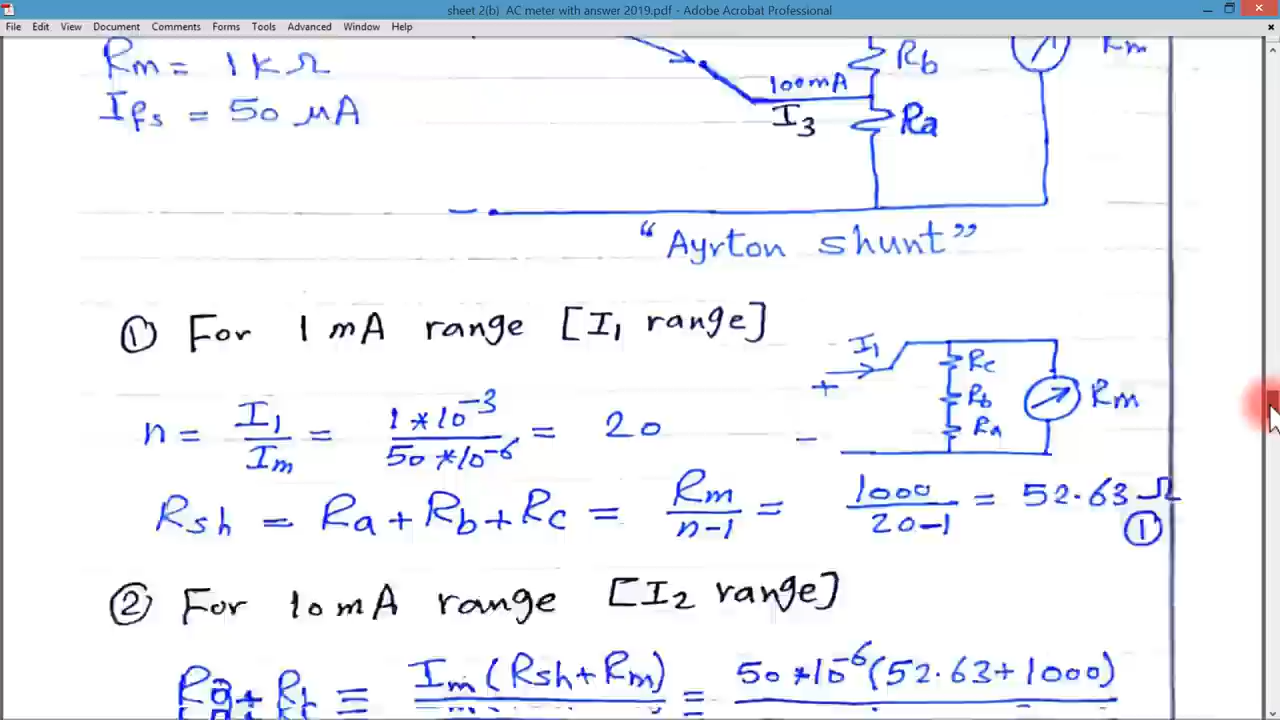 sheet 2(b) AC meter with answer 2019.pdf - Adobe Acrobat Professional
File Edit View Document Comments Forms Tools Advanced Window Help
Rm = 1 k Ω
Ifs = 50 μA
Rb
Rm
100mA
I3
Ra
+
-
"Ayrton shunt"
① For 1 mA range [I1 range]
I1
Rc
Rb
Ra
Rm
+
-
n = I1/Im = 1*10^-3/50*10^-6 = 20
Rsh = Ra + Rb + Rc = Rm/n-1 = 1000/20-1 = 52.63 Ω
①
② For 10mA range [I2 range]
Ra + Rb = Im(Rsh+Rm) = 50*10^-6(52.63+1000)